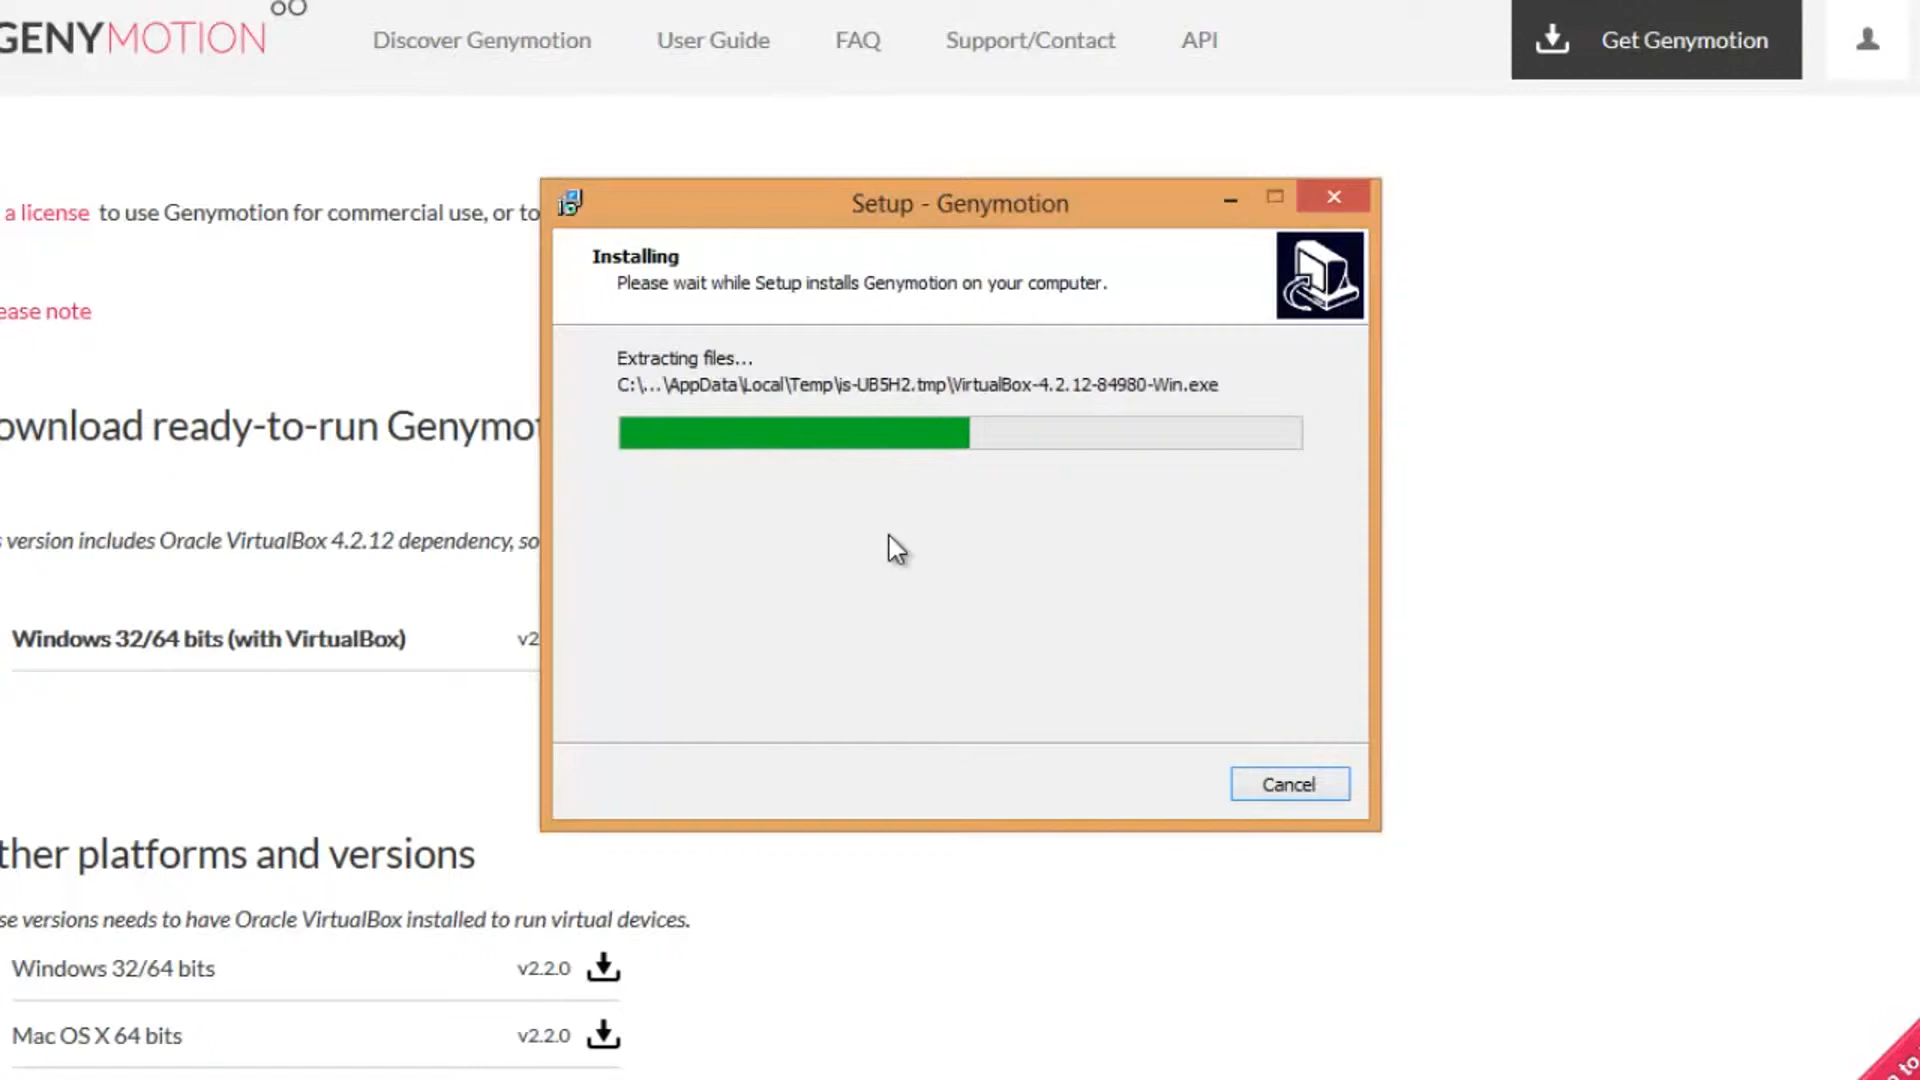 GENYMOTION
Discover Genymotion
User Guide
FAQ
Support/Contact
API
Get Genymotion
a license to use Genymotion for commercial use, or to
ease note
ownload ready-to-run Genymot
version includes Oracle VirtualBox 4.2.12 dependency, so
Windows 32/64 bits (with VirtualBox) v2
Setup - Genymotion
Installing
Please wait while Setup installs Genymotion on your computer.
Extracting files...
C:\...\AppData\Local\Temp\is-UB5H2.tmp\VirtualBox-4.2.12-84980-Win.exe
Cancel
ther platforms and versions
se versions needs to have Oracle VirtualBox installed to run virtual devices.
Windows 32/64 bits v2.2.0
Mac OS X 64 bits v2.2.0
to